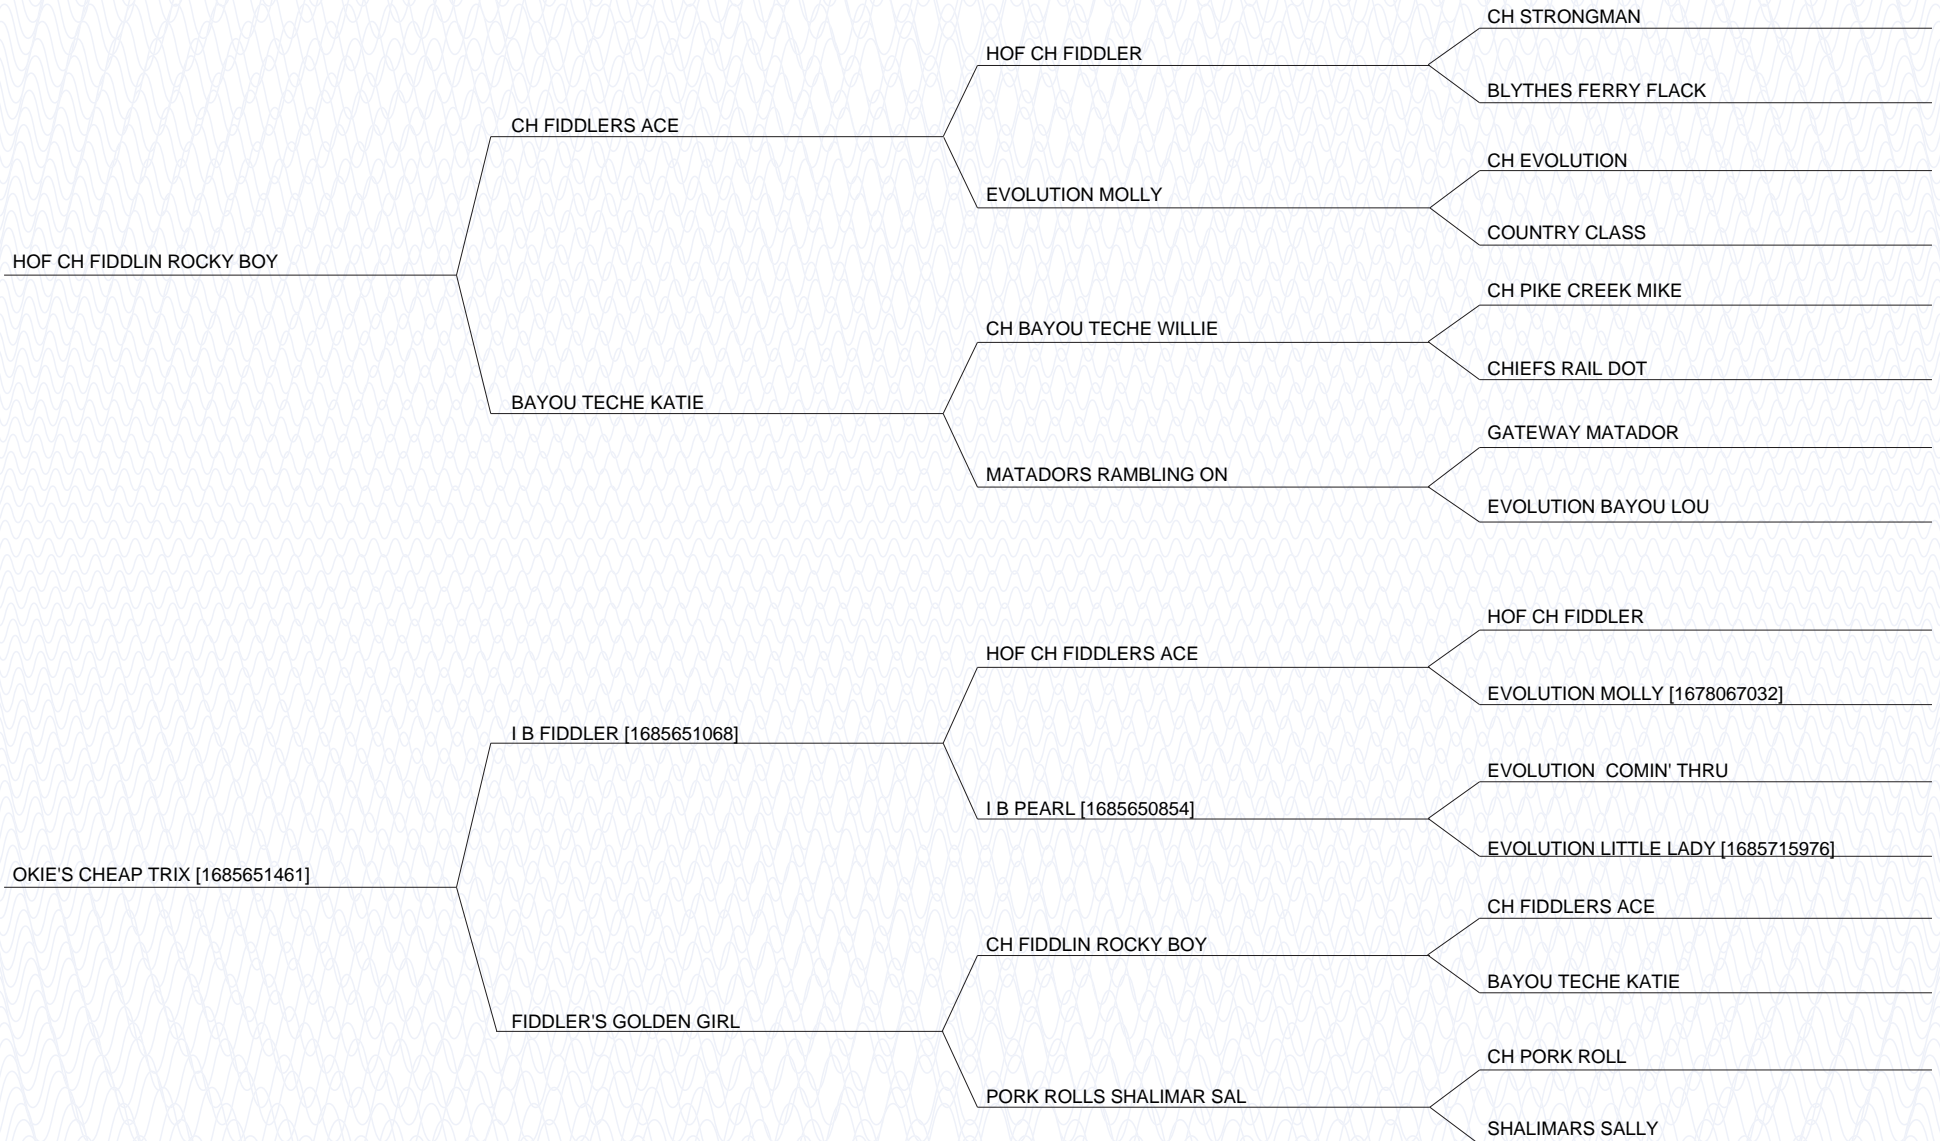 CH STRONGMAN
HOF CH FIDDLER
BLYTHES FERRY FLACK
CH FIDDLERS ACE
CH EVOLUTION
EVOLUTION MOLLY
COUNTRY CLASS
HOF CH FIDDLIN ROCKY BOY
CH PIKE CREEK MIKE
CH BAYOU TECHE WILLIE
CHIEFS RAIL DOT
BAYOU TECHE KATIE
GATEWAY MATADOR
MATADORS RAMBLING ON
EVOLUTION BAYOU LOU
HOF CH FIDDLER
HOF CH FIDDLERS ACE
EVOLUTION MOLLY [1678067032]
I B FIDDLER [1685651068]
EVOLUTION  COMIN' THRU
I B PEARL [1685650854]
EVOLUTION LITTLE LADY [1685715976]
OKIE'S CHEAP TRIX [1685651461]
CH FIDDLERS ACE
CH FIDDLIN ROCKY BOY
BAYOU TECHE KATIE
FIDDLER'S GOLDEN GIRL
CH PORK ROLL
PORK ROLLS SHALIMAR SAL
SHALIMARS SALLY